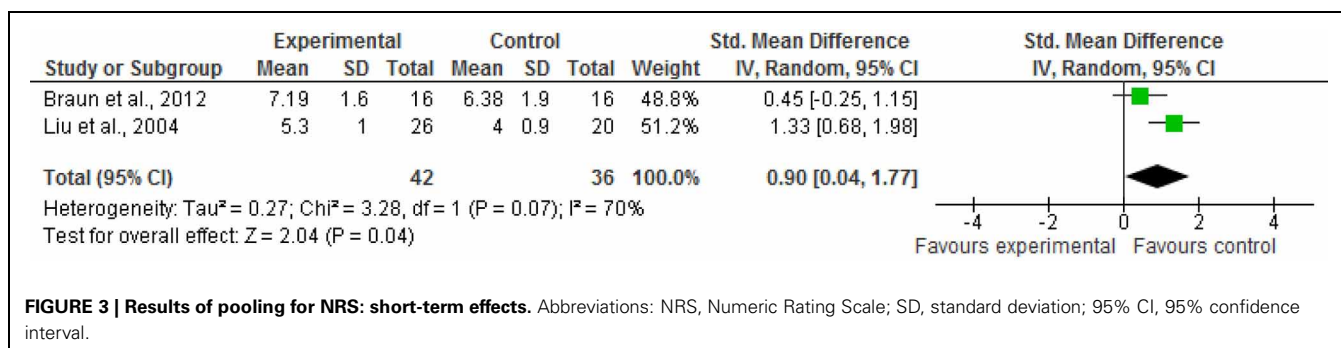 Experimental Control Std. Mean Difference Std. Mean Difference
Study or Subgroup Mean SD Total Mean SD Total Weight IV, Random, 95% CI IV, Random, 95% CI
Braun et al., 2012 7.19 1.6 16 6.38 1.9 16 48.8% 0.45 [-0.25, 1.15]
Liu et al., 2004 5.3 1 26 4 0.9 20 51.2% 1.33 [0.68, 1.98]
Total (95% CI) 42 36 100.0% 0.90 [0.04, 1.77]
Heterogeneity: Tau² = 0.27; Chi² = 3.28, df = 1 (P = 0.07); I² = 70%
Test for overall effect: Z = 2.04 (P = 0.04)
-4 -2 0 2 4
Favours experimental Favours control
FIGURE 3 | Results of pooling for NRS: short-term effects. Abbreviations: NRS, Numeric Rating Scale; SD, standard deviation; 95% CI, 95% confidence
interval.